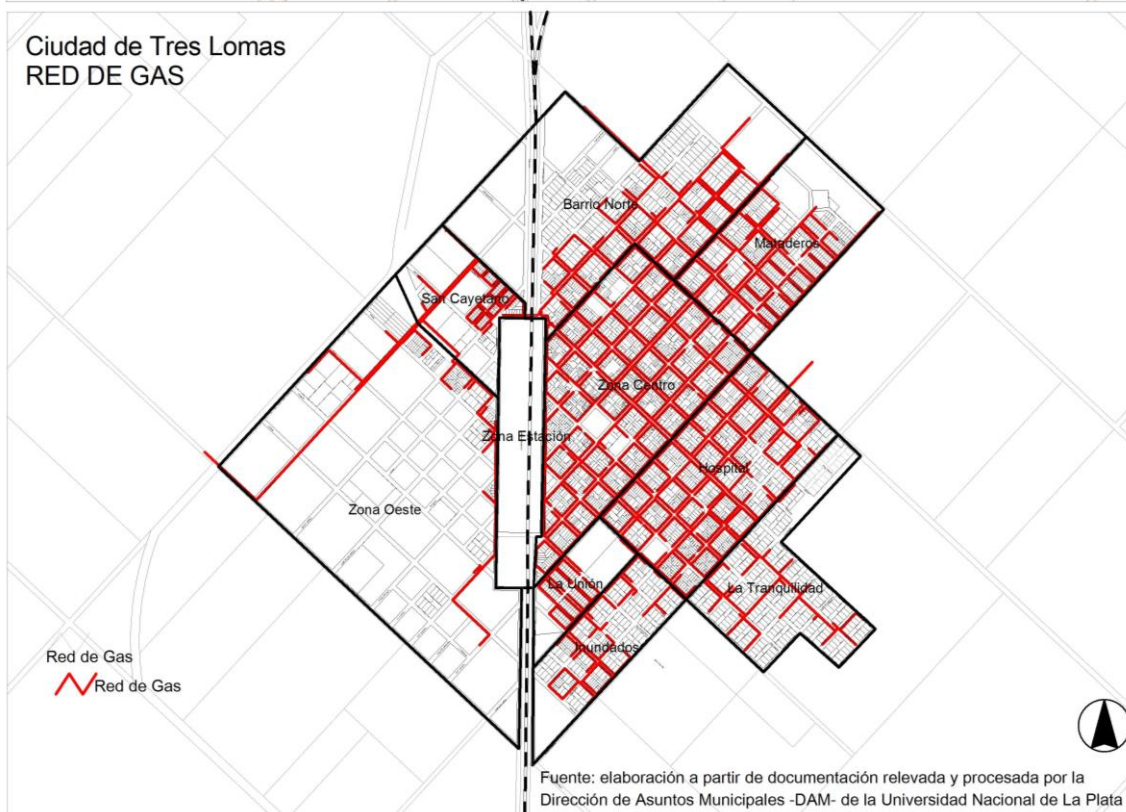 Ciudad de Tres Lomas
RED DE GAS
Barrio Norte
Mataderos
San Cayetano
Zona Centro
Zona Estación
Hospital
Zona Oeste
La Unión
La Tranquilidad
Inundados
Red de Gas
Red de Gas
Fuente: elaboración a partir de documentación relevada y procesada por la
Dirección de Asuntos Municipales -DAM- de la Universidad Nacional de La Plata